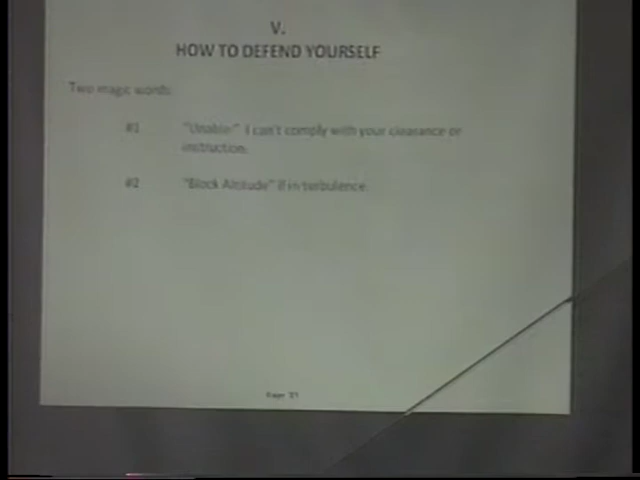 V.
HOW TO DEFEND YOURSELF
Two magic words:
#1 "Unable" I can't comply with your clearance or
instruction.
#2 "Block Altitude" if in turbulence.
Page